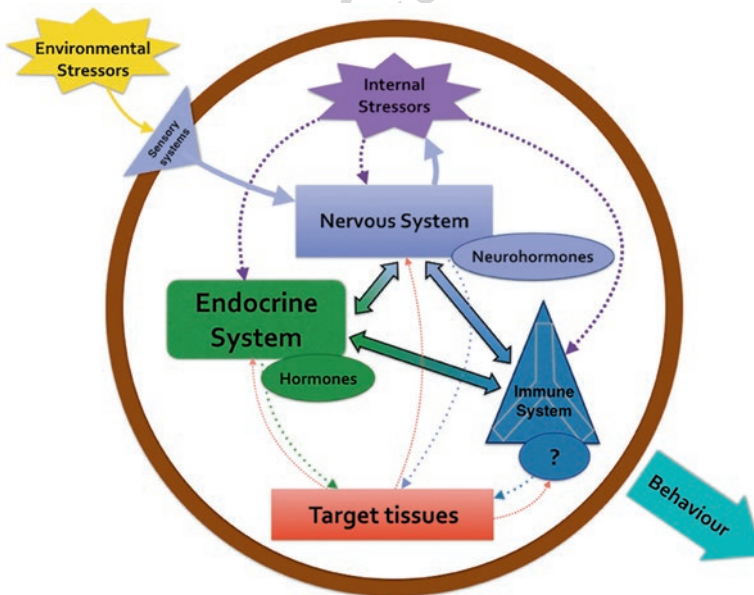 Environmental
Stressors
Sensory
systems
Internal
Stressors
Nervous System
Neurohormones
Endocrine
System
Hormones
Immune
System
?
Target tissues
Behaviour